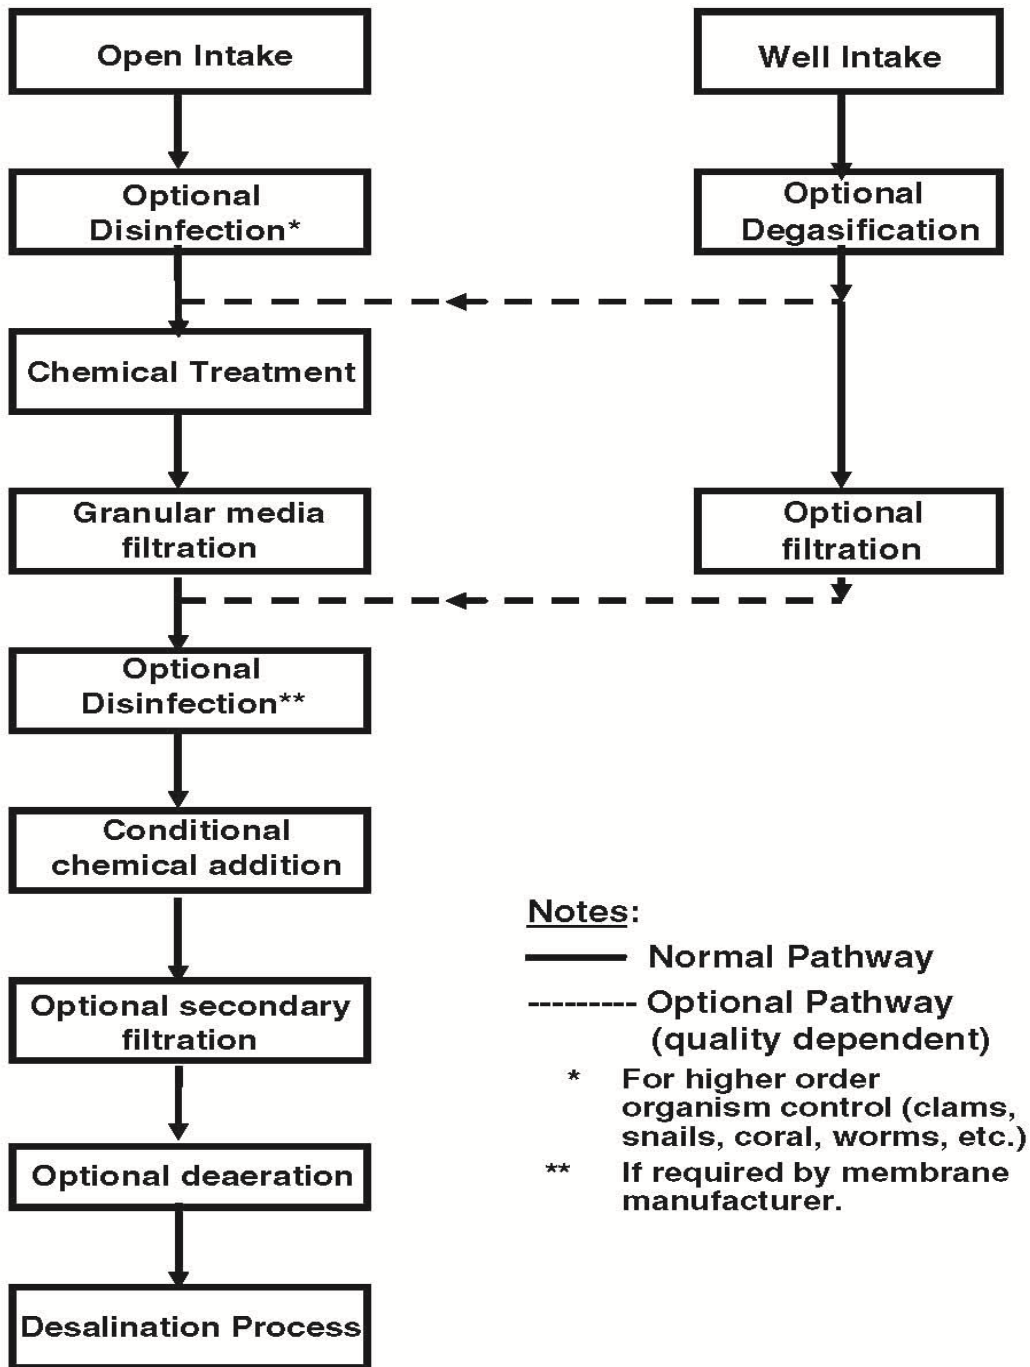 Open Intake
Well Intake
Optional
Disinfection*
Optional
Degasification
Chemical Treatment
Granular media
filtration
Optional
filtration
Optional
Disinfection**
Conditional
chemical addition
Optional secondary
filtration
Optional deaeration
Desalination Process
Notes:
Normal Pathway
Optional Pathway
(quality dependent)
* For higher order
organism control (clams,
snails, coral, worms, etc.)
** If required by membrane
manufacturer.